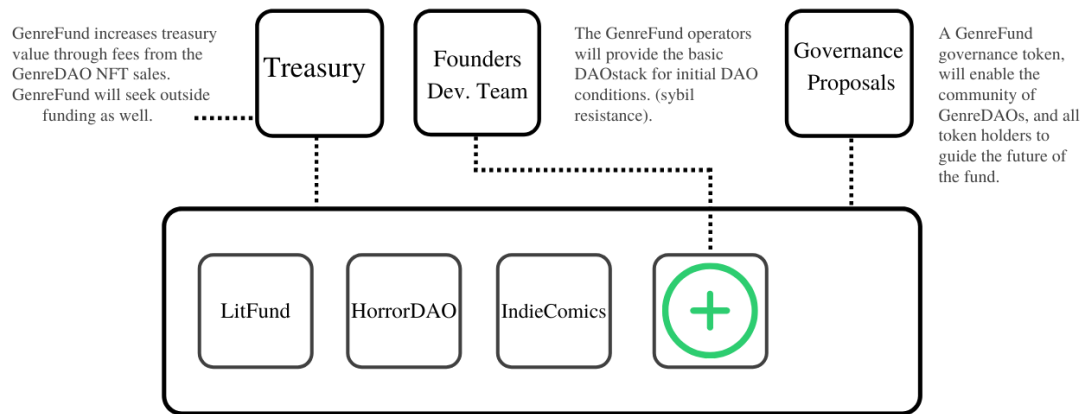 GenreFund increases treasury
value through fees from the
GenreDAO NFT sales.
GenreFund will seek outside
funding as well.
Treasury
Founders
Dev. Team
The GenreFund operators
will provide the basic
DAOstack for initial DAO
conditions. (sybil
resistance).
Governance
Proposals
A GenreFund
governance token,
will enable the
community of
GenreDAOs, and all
token holders to
guide the future of
the fund.
LitFund
HorrorDAO
IndieComics